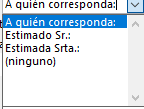 A quién corresponda:
A quién corresponda:
Estimado Sr.:
Estimada Srta.:
(ninguno)